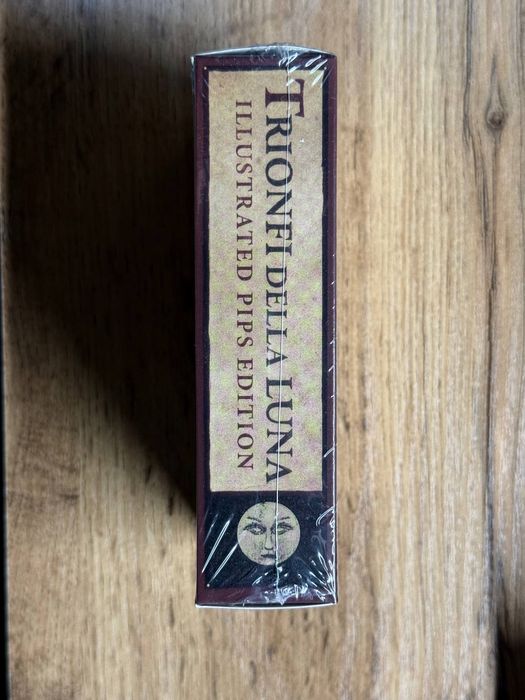 TRIONFI DELLA LUNA
ILLUSTRATED PIPS EDITION